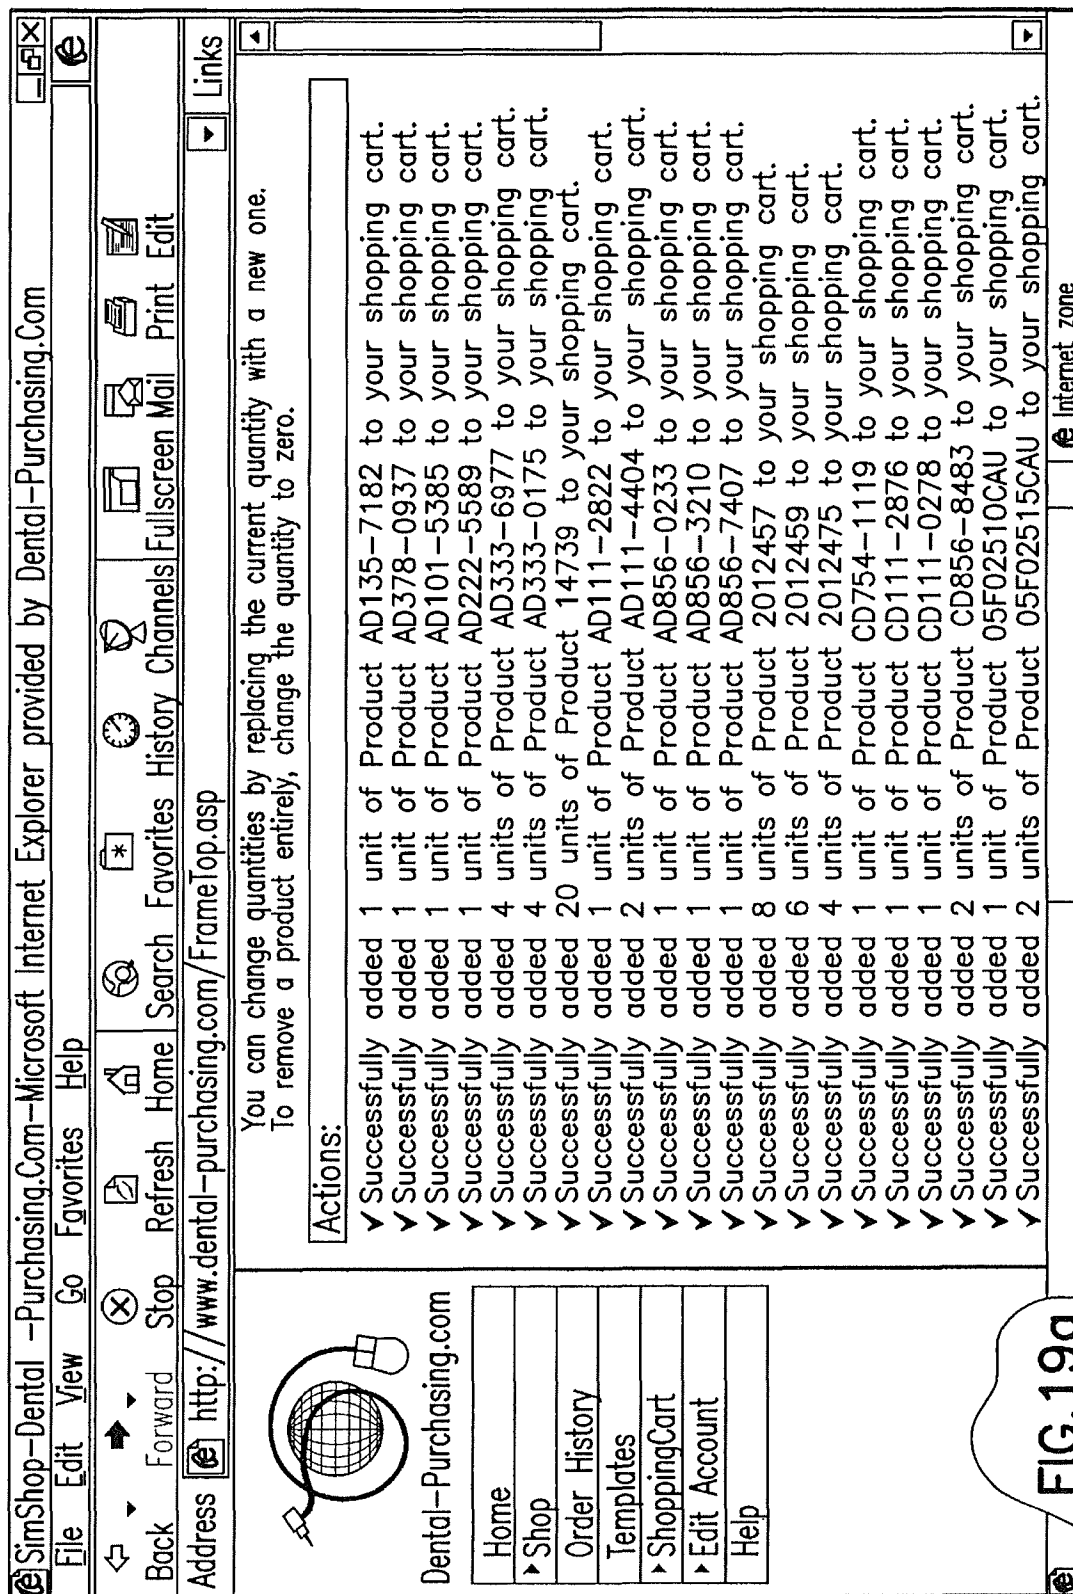 SimShop-Dental -Purchasing.Com-Microsoft Internet Explorer provided by Dental-Purchasing.Com
File Edit View Go Favorites Help
Back Forward Stop Refresh Home Search Favorites History Channels Fullscreen Mail Print Edit
Address http://www.dental-purchasing.com/FrameTop.asp Links
Dental-Purchasing.com
Home
Shop
Order History
Templates
ShoppingCart
Edit Account
Help
You can change quantities by replacing the current quantity with a new one.
To remove a product entirely, change the quantity to zero.
Actions:
✓ Successfully added 1 unit of Product AD135-7182 to your shopping cart.
✓ Successfully added 1 unit of Product AD378-0937 to your shopping cart.
✓ Successfully added 1 unit of Product AD101-5385 to your shopping cart.
✓ Successfully added 1 unit of Product AD222-5589 to your shopping cart.
✓ Successfully added 4 units of Product AD333-6977 to your shopping cart.
✓ Successfully added 4 units of Product AD333-0175 to your shopping cart.
✓ Successfully added 20 units of Product 14739 to your shopping cart.
✓ Successfully added 1 unit of Product AD111-2822 to your shopping cart.
✓ Successfully added 2 units of Product AD111-4404 to your shopping cart.
✓ Successfully added 1 unit of Product AD856-0233 to your shopping cart.
✓ Successfully added 1 unit of Product AD856-3210 to your shopping cart.
✓ Successfully added 1 unit of Product AD856-7407 to your shopping cart.
✓ Successfully added 8 units of Product 2012457 to your shopping cart.
✓ Successfully added 6 units of Product 2012459 to your shopping cart.
✓ Successfully added 4 units of Product 2012475 to your shopping cart.
✓ Successfully added 1 unit of Product CD754-1119 to your shopping cart.
✓ Successfully added 1 unit of Product CD111-2876 to your shopping cart.
✓ Successfully added 1 unit of Product CD111-0278 to your shopping cart.
✓ Successfully added 2 units of Product CD856-8483 to your shopping cart.
✓ Successfully added 1 unit of Product 05F02510CAU to your shopping cart.
✓ Successfully added 2 units of Product 05F02515CAU to your shopping cart.
Internet zone
FIG.19a